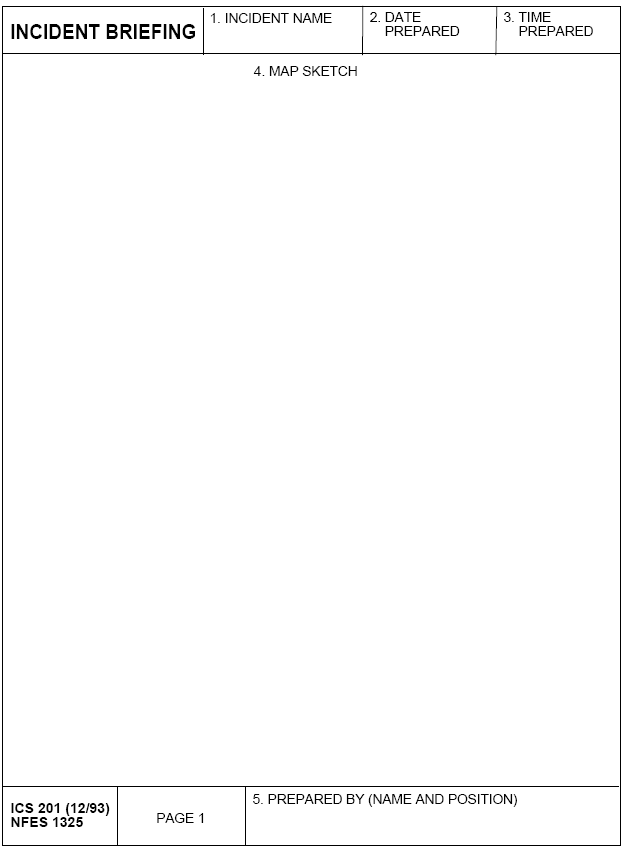 INCIDENT BRIEFING
1. INCIDENT NAME
2. DATE
PREPARED
3. TIME
PREPARED
4. MAP SKETCH
ICS 201 (12/93)
NFES 1325
PAGE 1
5. PREPARED BY (NAME AND POSITION)